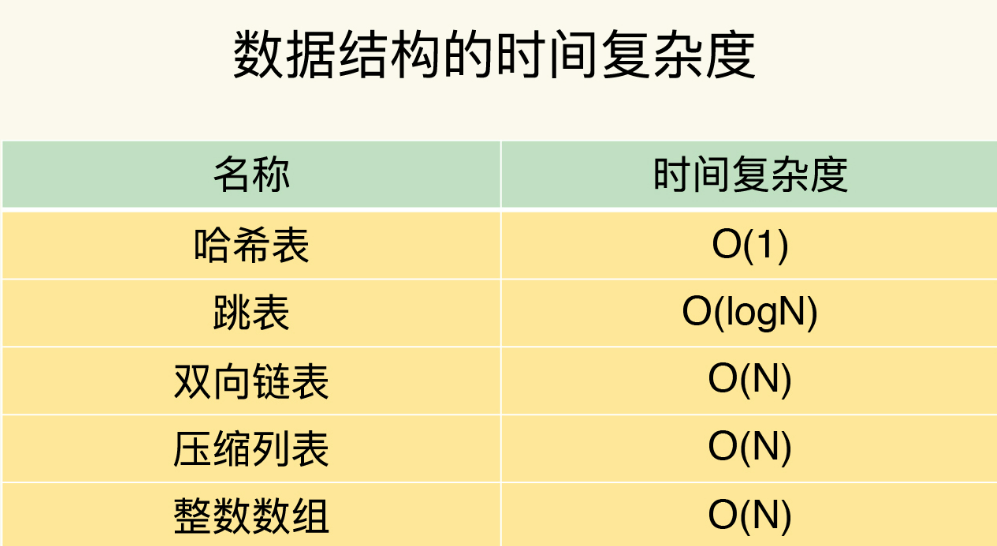 数据结构的时间复杂度
名称 时间复杂度
哈希表 O(1)
跳表 O(logN)
双向链表 O(N)
压缩列表 O(N)
整数数组 O(N)